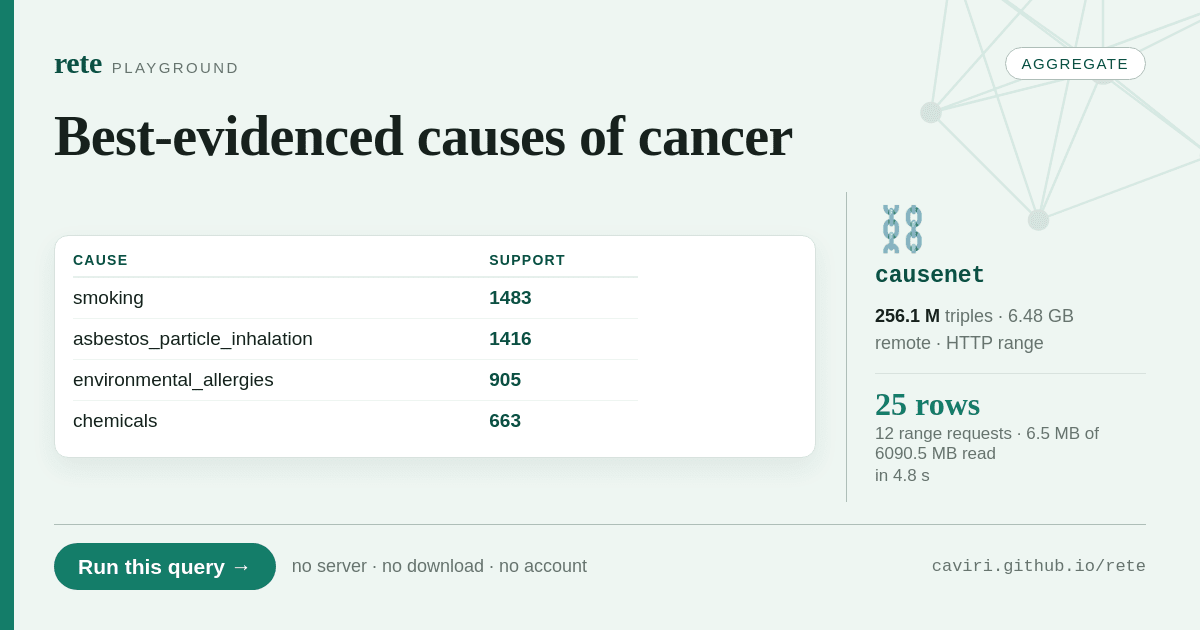 rete PLAYGROUND
AGGREGATE
Best-evidenced causes of cancer
CAUSE SUPPORT
smoking 1483
asbestos_particle_inhalation 1416
environmental_allergies 905
chemicals 663
causenet
256.1 M triples · 6.48 GB
remote · HTTP range
25 rows
12 range requests · 6.5 MB of
6090.5 MB read
in 4.8 s
Run this query →
no server · no download · no account
caviri.github.io/rete